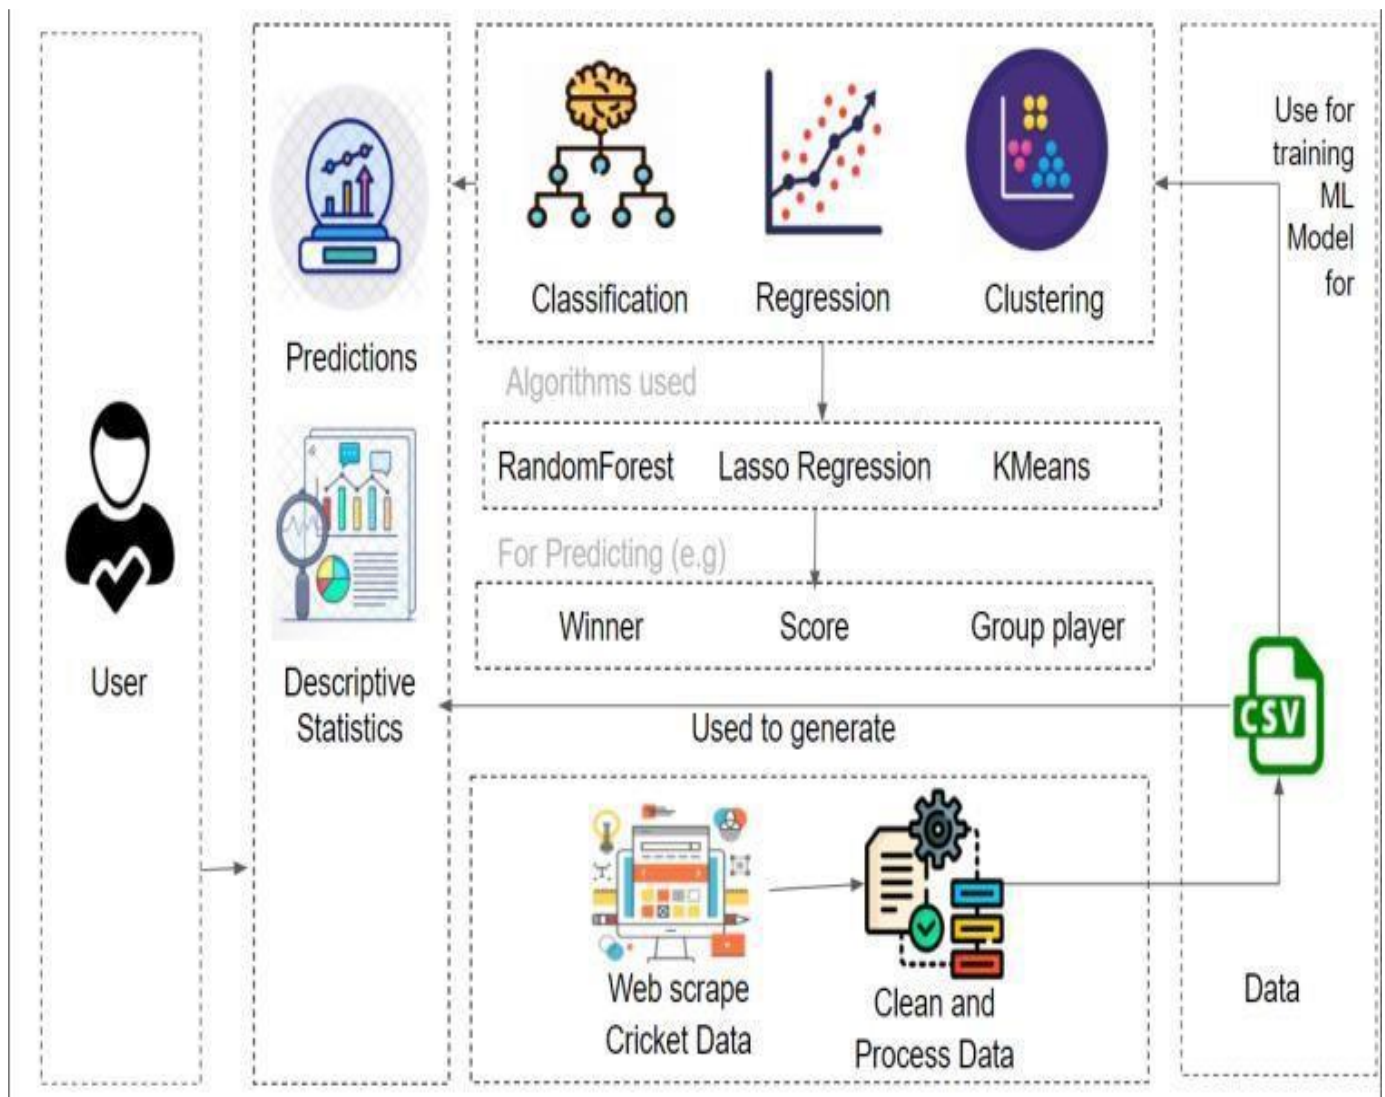 Use for
training
ML
Model
for
Classification
Regression
Clustering
Predictions
Algorithms used
RandomForest
Lasso Regression
KMeans
For Predicting (e.g)
Winner
Score
Group player
User
Descriptive
Statistics
CSV
Used to generate
Web scrape
Cricket Data
Clean and
Process Data
Data